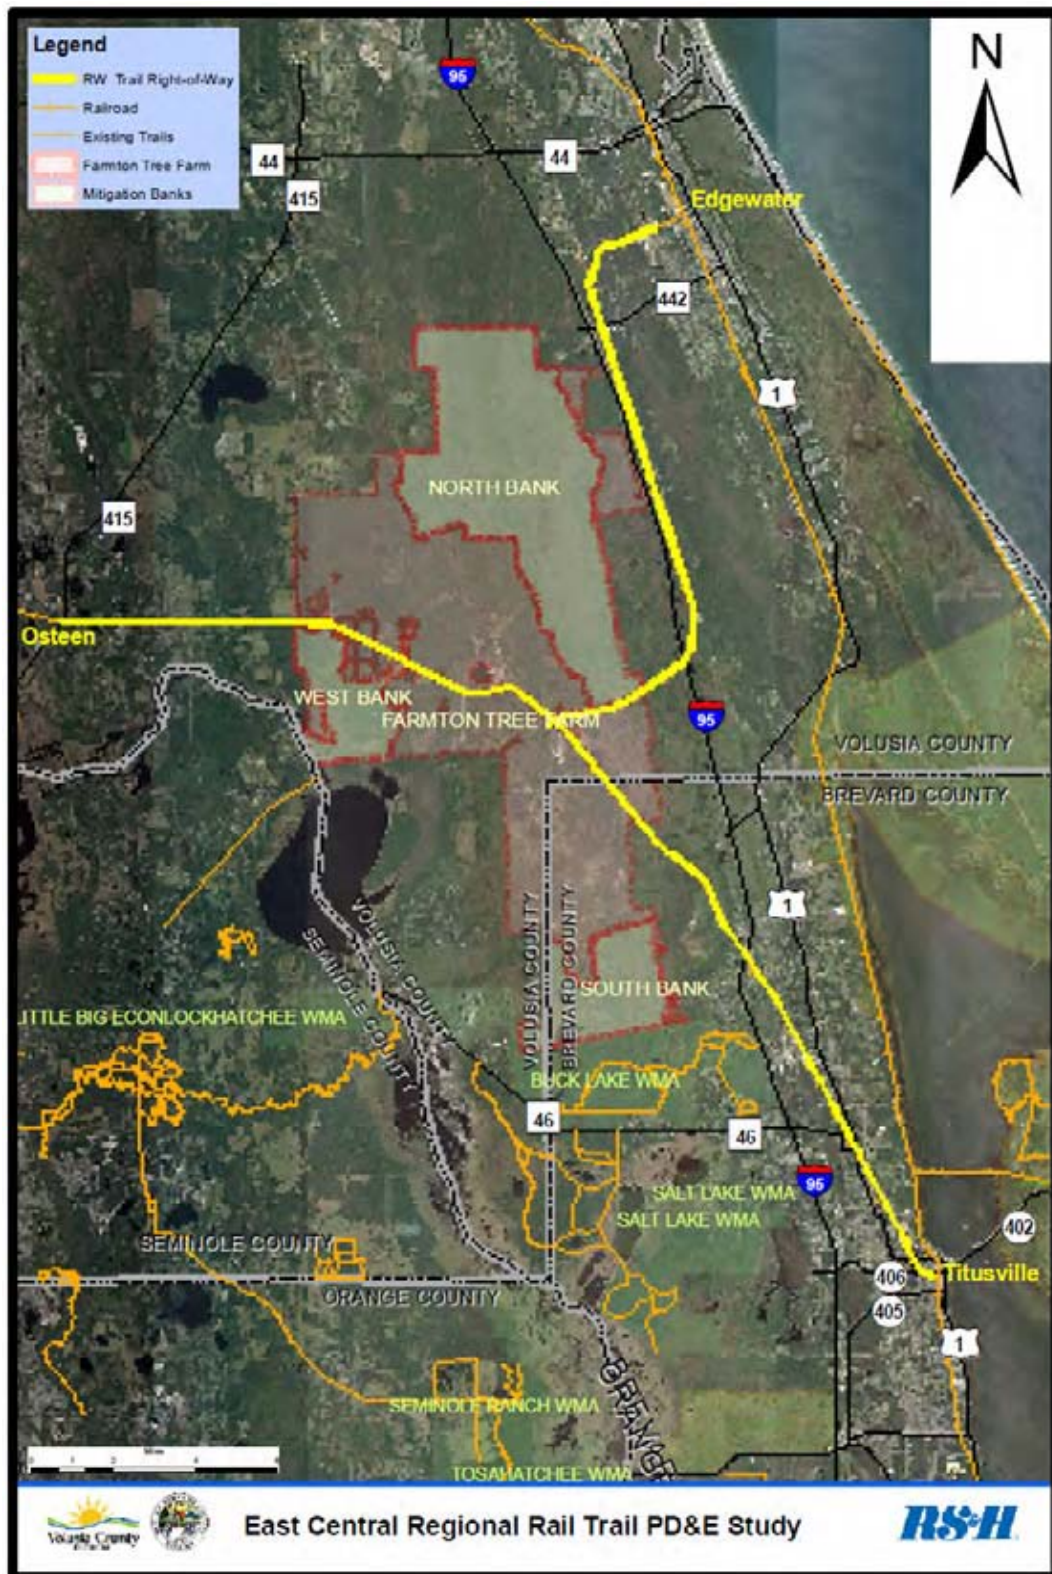 Legend
RW Trail Right-of-Way
Railroad
Existing Trails
Farmton Tree Farm
Mitigation Banks
N
95
44
44
415
Edgewater
442
1
NORTH BANK
415
Osteen
WEST BANK
FARMTON TREE FARM
95
VOLUSIA COUNTY
BREVARD COUNTY
1
VOLUSIA COUNTY
SEMINOLE COUNTY
VOLUSIA COUNTY
BREVARD COUNTY
SOUTH BANK
LITTLE BIG ECONLOCKHATCHEE WMA
BUCK LAKE WMA
46
46
95
SALT LAKE WMA
SALT LAKE WMA
402
SEMINOLE COUNTY
ORANGE COUNTY
406
Titusville
405
1
SEMINOLE RANCH WMA
TOSAHATCHEE WMA
Volusia County
East Central Regional Rail Trail PD&E Study
RS&H